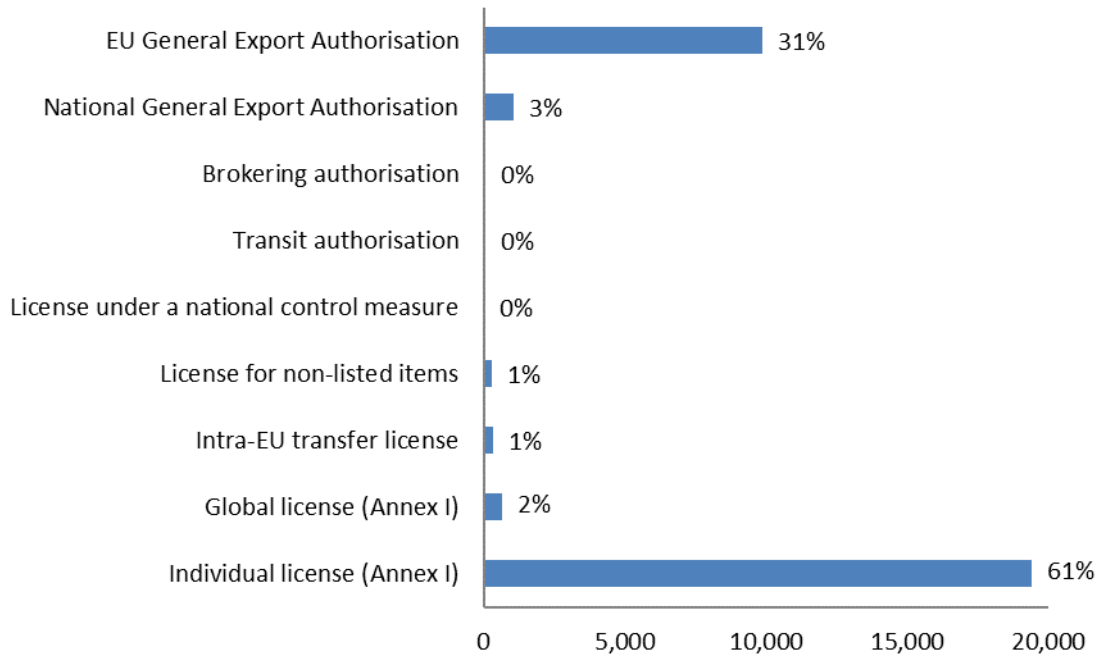 EU General Export Authorisation 31%
National General Export Authorisation 3%
Brokering authorisation 0%
Transit authorisation 0%
License under a national control measure 0%
License for non-listed items 1%
Intra-EU transfer license 1%
Global license (Annex I) 2%
Individual license (Annex I) 61%
0 5,000 10,000 15,000 20,000